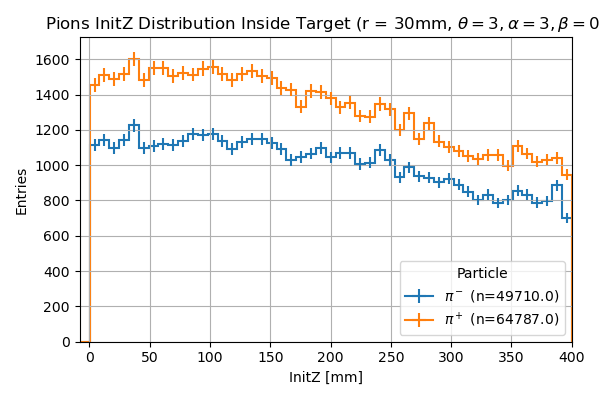 Pions InitZ Distribution Inside Target (r = 30mm, θ = 3, α = 3, β = 0
1600
1400
1200
1000
800
600
400
200
0
Entries
Particle
π⁻ (n=49710.0)
π⁺ (n=64787.0)
0 50 100 150 200 250 300 350 400
InitZ [mm]